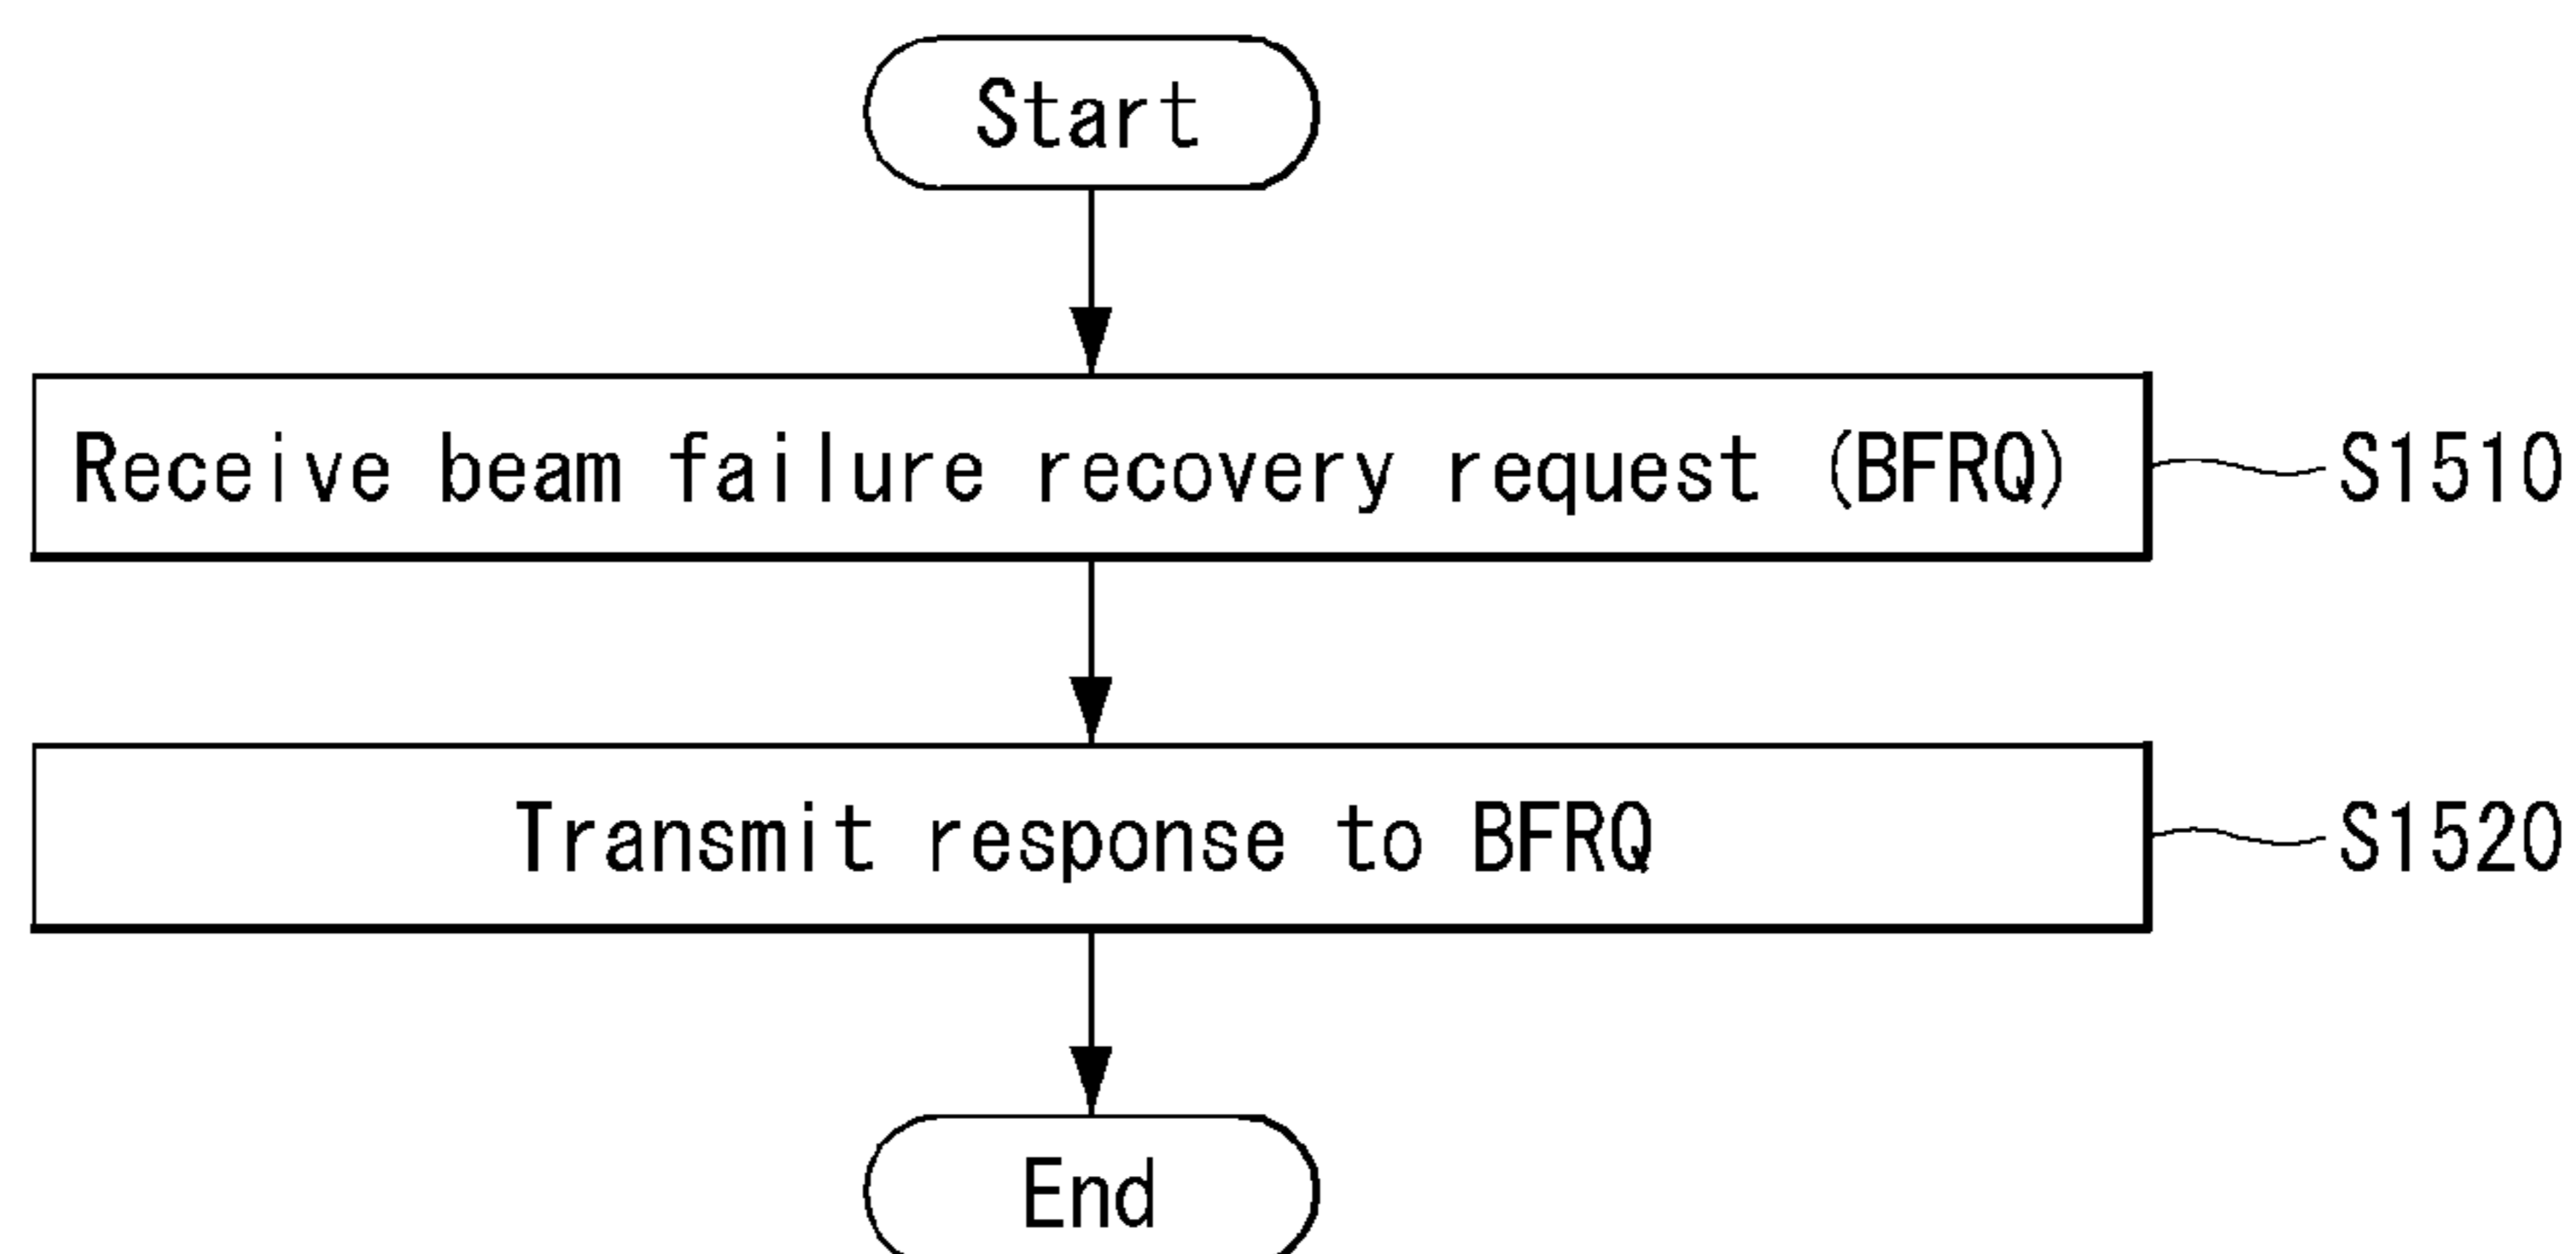 Start
Receive beam failure recovery request (BFRQ) S1510
Transmit response to BFRQ S1520
End